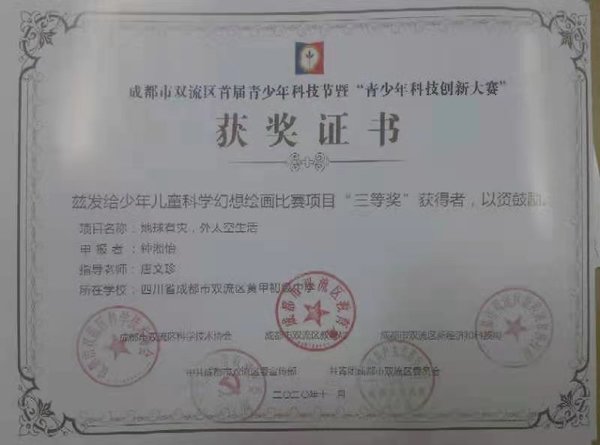 成都市双流区首届青少年科技节暨“青少年科技创新大赛”
获奖证书
兹发给少年儿童科学幻想绘画比赛项目“三等奖”获得者，以资鼓励。
项目名称：地球有灾，外太空生活
申报者：钟湘怡
指导老师：唐文珍
所在学校：四川省成都市双流区黄甲初级中学
成都市双流区科学技术协会 成都市双流区教育局 成都市双流区新经济和科技局
中共成都市双流区委宣传部 共青团成都市双流区委员会
二〇二〇年十一月